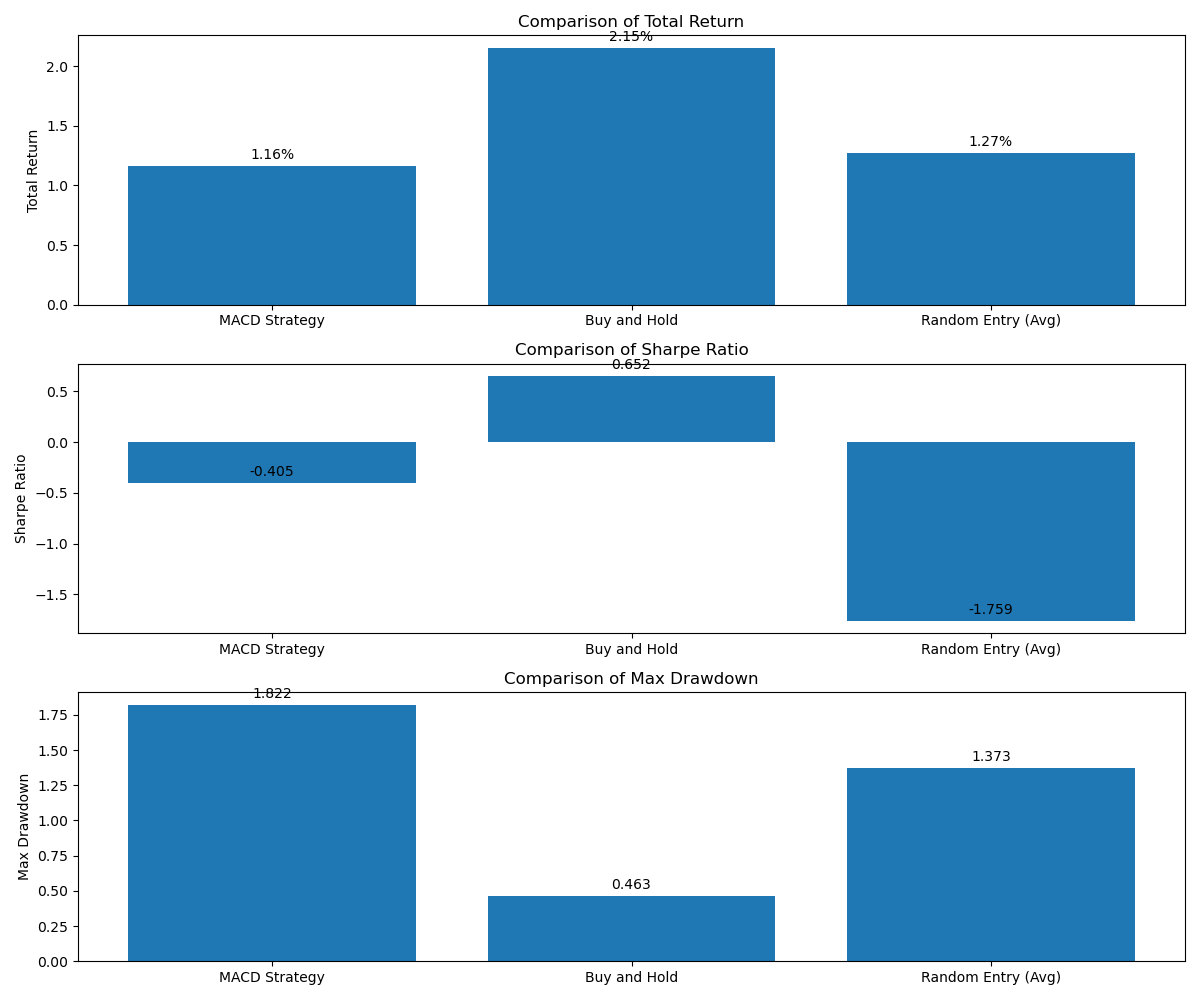 Comparison of Total Return
Total Return
2.0
1.5
1.0
0.5
0.0
1.16%
2.15%
1.27%
MACD Strategy
Buy and Hold
Random Entry (Avg)
Comparison of Sharpe Ratio
Sharpe Ratio
0.5
0.0
−0.5
−1.0
−1.5
-0.405
0.652
-1.759
MACD Strategy
Buy and Hold
Random Entry (Avg)
Comparison of Max Drawdown
Max Drawdown
1.75
1.50
1.25
1.00
0.75
0.50
0.25
0.00
1.822
0.463
1.373
MACD Strategy
Buy and Hold
Random Entry (Avg)